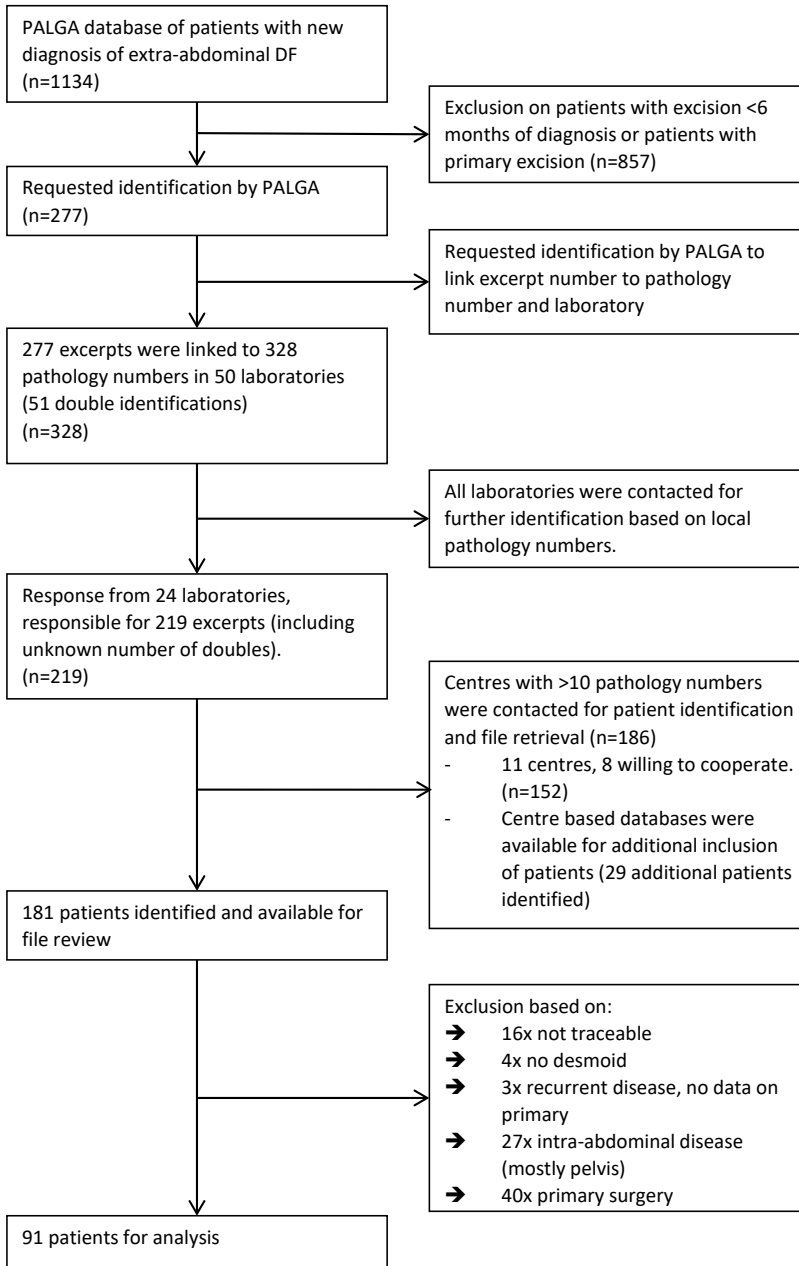 PALGA database of patients with new
diagnosis of extra-abdominal DF
(n=1134)
Exclusion on patients with excision <6
months of diagnosis or patients with
primary excision (n=857)
Requested identification by PALGA
(n=277)
Requested identification by PALGA to
link excerpt number to pathology
number and laboratory
277 excerpts were linked to 328
pathology numbers in 50 laboratories
(51 double identifications)
(n=328)
All laboratories were contacted for
further identification based on local
pathology numbers.
Response from 24 laboratories,
responsible for 219 excerpts (including
unknown number of doubles).
(n=219)
Centres with >10 pathology numbers
were contacted for patient identification
and file retrieval (n=186)
- 11 centres, 8 willing to cooperate.
(n=152)
- Centre based databases were
available for additional inclusion
of patients (29 additional patients
identified)
181 patients identified and available for
file review
Exclusion based on:
➔ 16x not traceable
➔ 4x no desmoid
➔ 3x recurrent disease, no data on
primary
➔ 27x intra-abdominal disease
(mostly pelvis)
➔ 40x primary surgery
91 patients for analysis